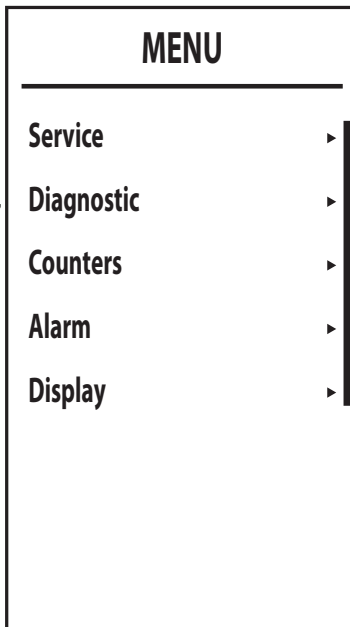 MENU
Service
Diagnostic
Counters
Alarm
Display